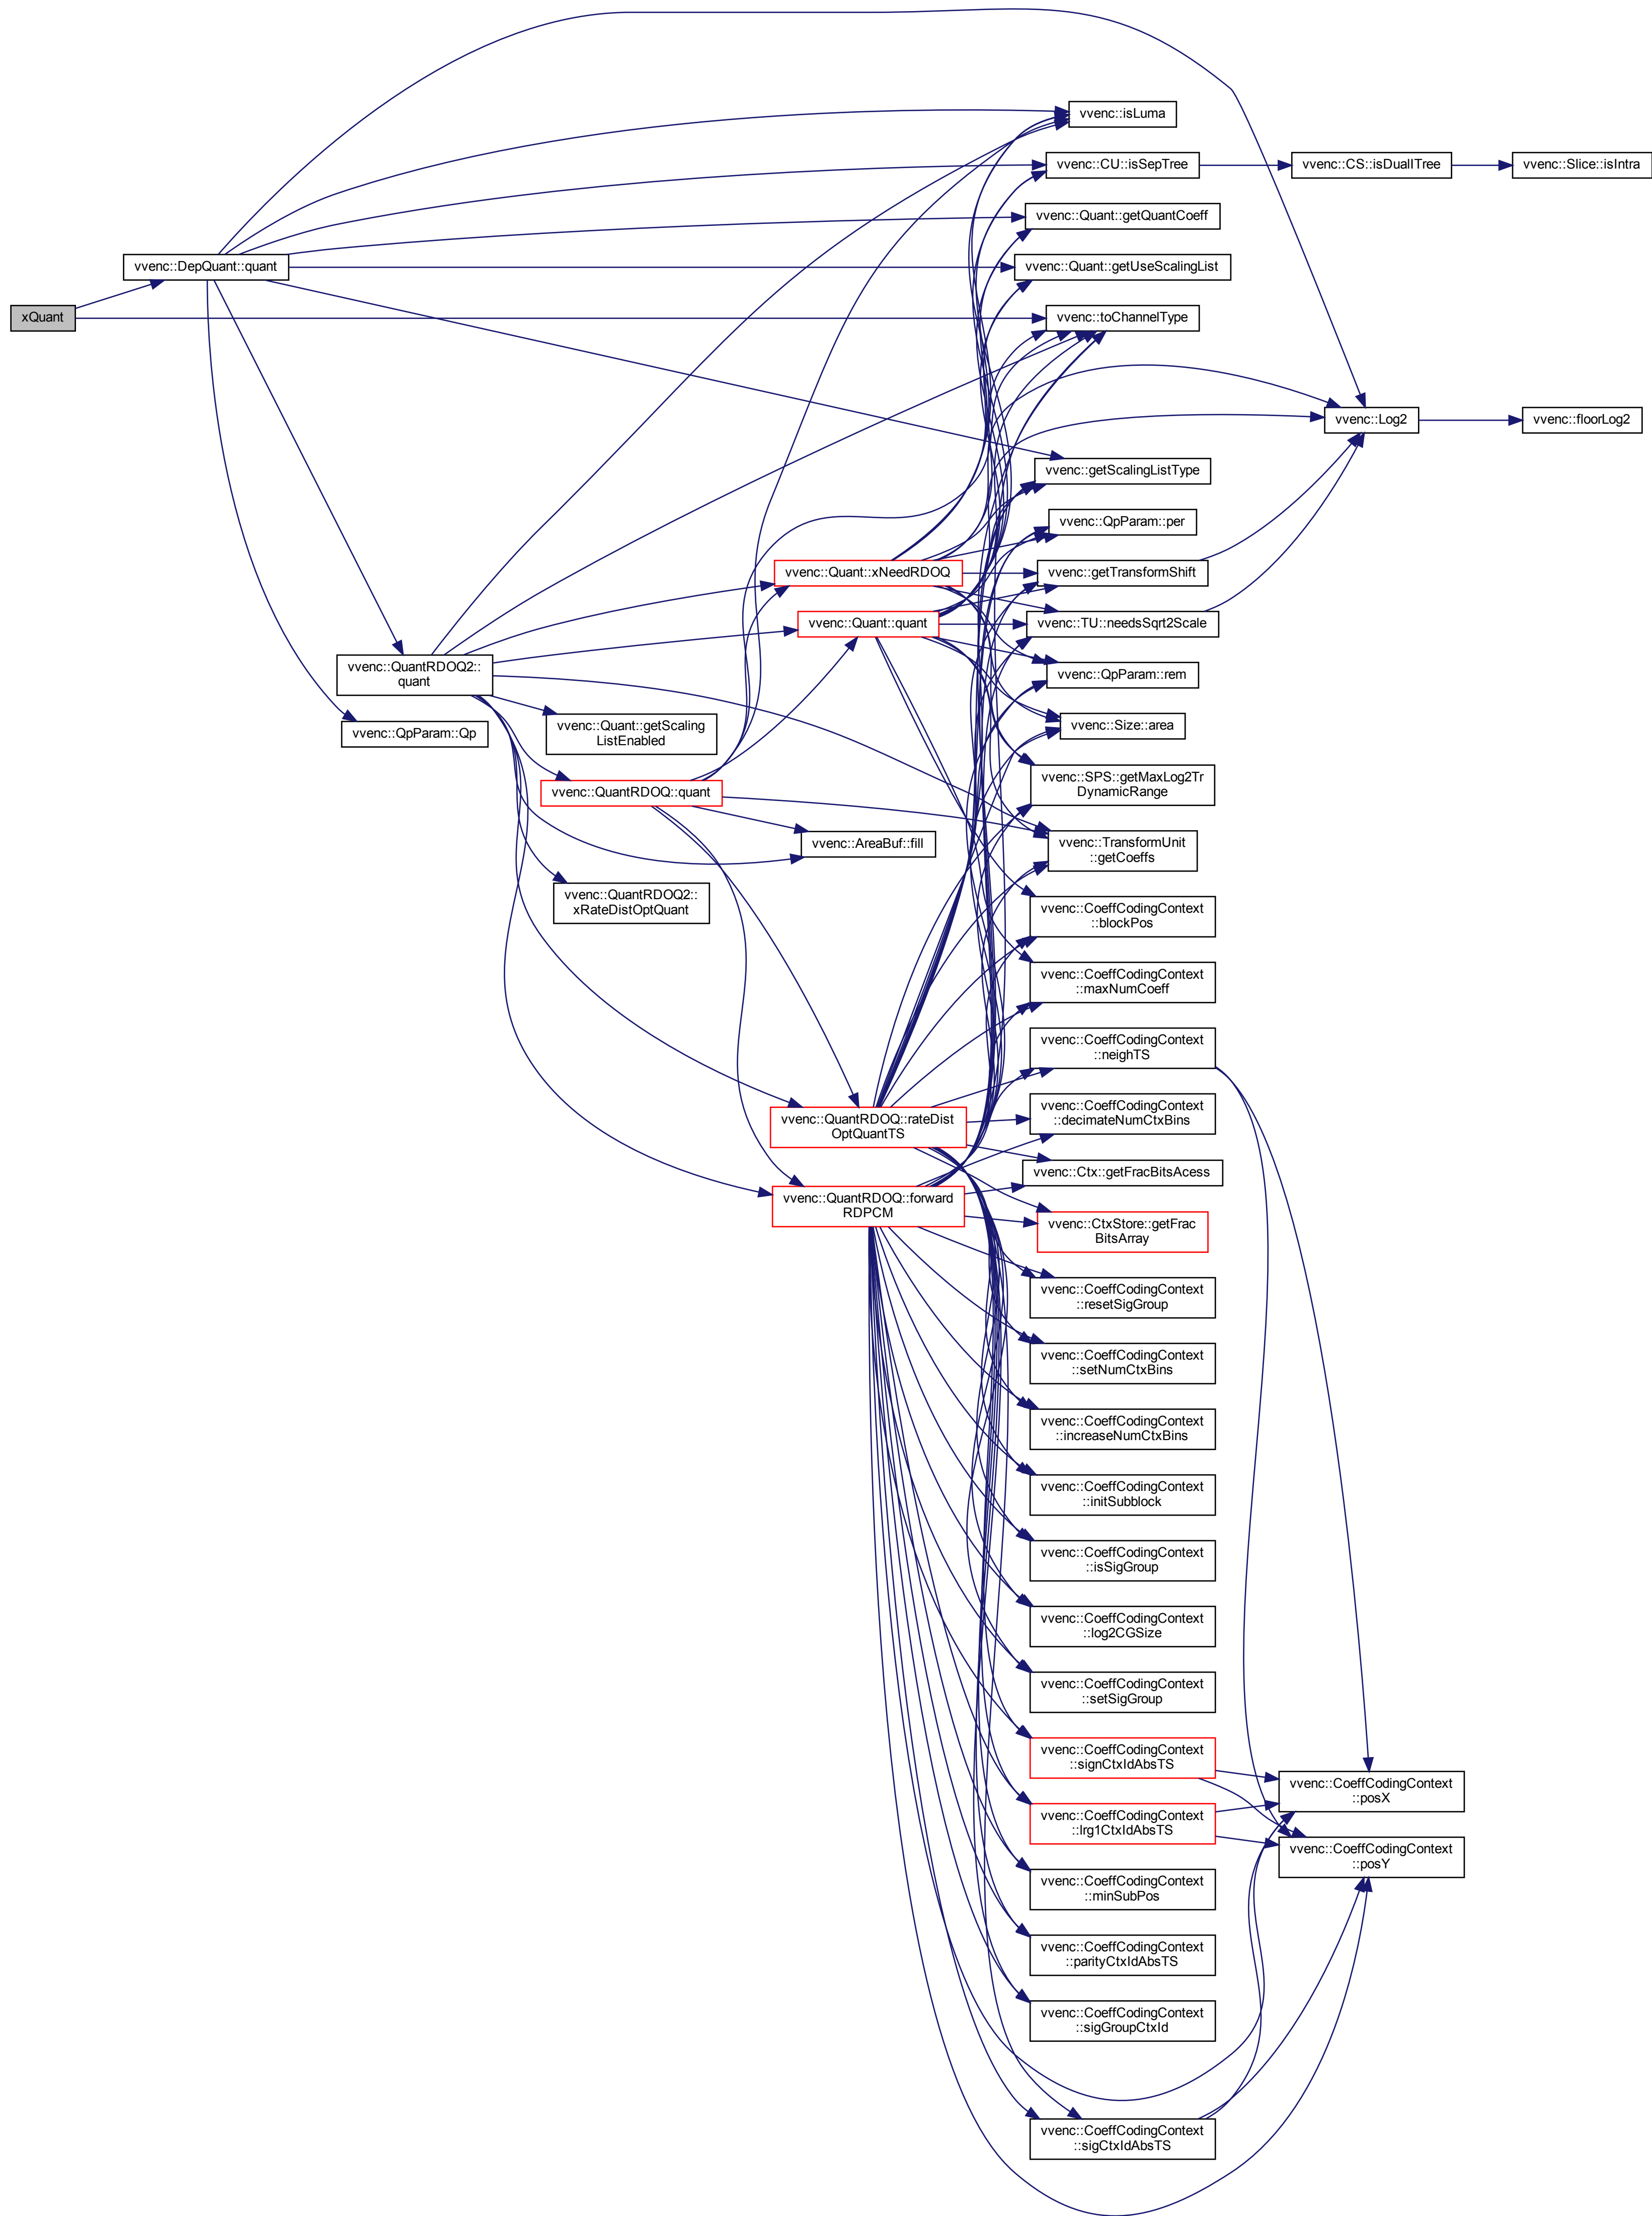 vvenc::isLuma
vvenc::CU::isSepTree
vvenc::CS::isDualITree
vvenc::Slice::isIntra
vvenc::Quant::getQuantCoeff
vvenc::DepQuant::quant
vvenc::Quant::getUseScalingList
xQuant
vvenc::toChannelType
vvenc::Log2
vvenc::floorLog2
vvenc::getScalingListType
vvenc::QpParam::per
vvenc::Quant::xNeedRDOQ
vvenc::getTransformShift
vvenc::Quant::quant
vvenc::TU::needsSqrt2Scale
vvenc::QuantRDOQ2::
quant
vvenc::QpParam::rem
vvenc::QpParam::Qp
vvenc::Quant::getScaling
ListEnabled
vvenc::Size::area
vvenc::QuantRDOQ::quant
vvenc::SPS::getMaxLog2Tr
DynamicRange
vvenc::AreaBuf::fill
vvenc::TransformUnit
::getCoeffs
vvenc::QuantRDOQ2::
xRateDistOptQuant
vvenc::CoeffCodingContext
::blockPos
vvenc::CoeffCodingContext
::maxNumCoeff
vvenc::CoeffCodingContext
::neighTS
vvenc::QuantRDOQ::rateDist
OptQuantTS
vvenc::CoeffCodingContext
::decimateNumCtxBins
vvenc::Ctx::getFracBitsAcess
vvenc::QuantRDOQ::forward
RDPCM
vvenc::CtxStore::getFrac
BitsArray
vvenc::CoeffCodingContext
::resetSigGroup
vvenc::CoeffCodingContext
::setNumCtxBins
vvenc::CoeffCodingContext
::increaseNumCtxBins
vvenc::CoeffCodingContext
::initSubblock
vvenc::CoeffCodingContext
::isSigGroup
vvenc::CoeffCodingContext
::log2CGSize
vvenc::CoeffCodingContext
::setSigGroup
vvenc::CoeffCodingContext
::signCtxIdAbsTS
vvenc::CoeffCodingContext
::posX
vvenc::CoeffCodingContext
::lrg1CtxIdAbsTS
vvenc::CoeffCodingContext
::posY
vvenc::CoeffCodingContext
::minSubPos
vvenc::CoeffCodingContext
::parityCtxIdAbsTS
vvenc::CoeffCodingContext
::sigGroupCtxId
vvenc::CoeffCodingContext
::sigCtxIdAbsTS